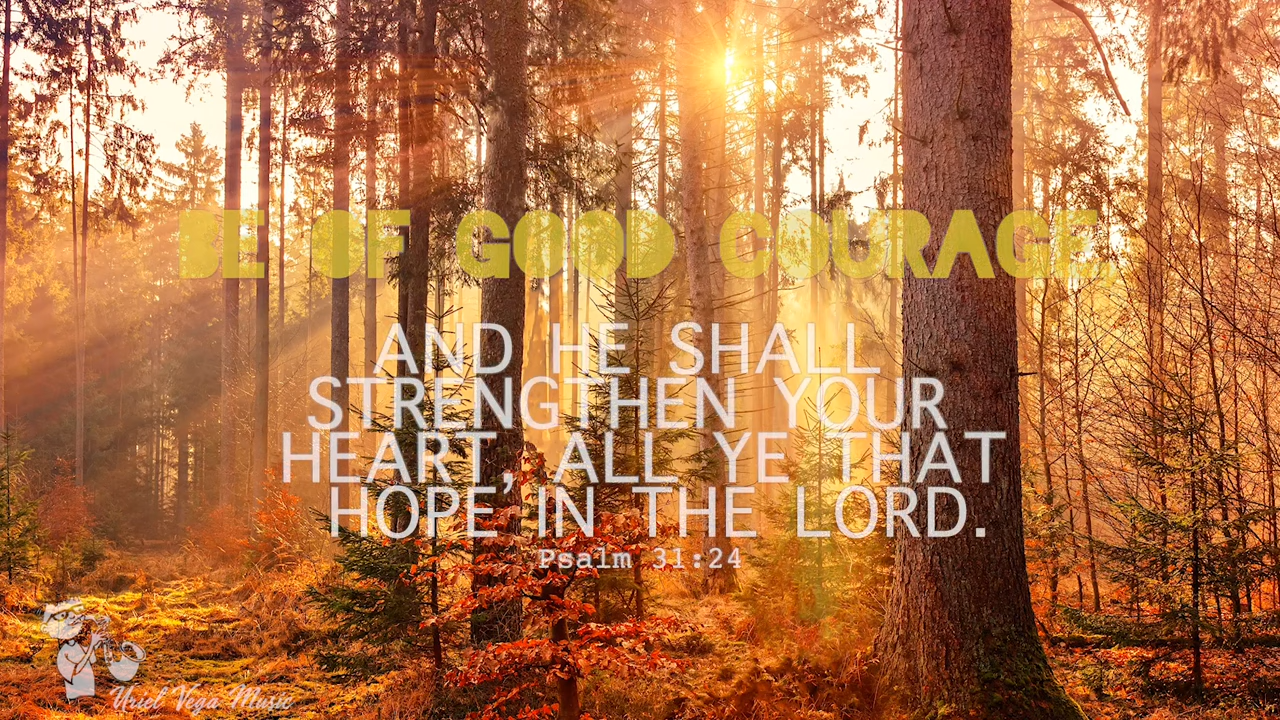 BE OF GOOD COURAGE,
AND HE SHALL
STRENGTHEN YOUR
HEART, ALL YE THAT
HOPE IN THE LORD.
Psalm 31:24
Uriel Vega Music